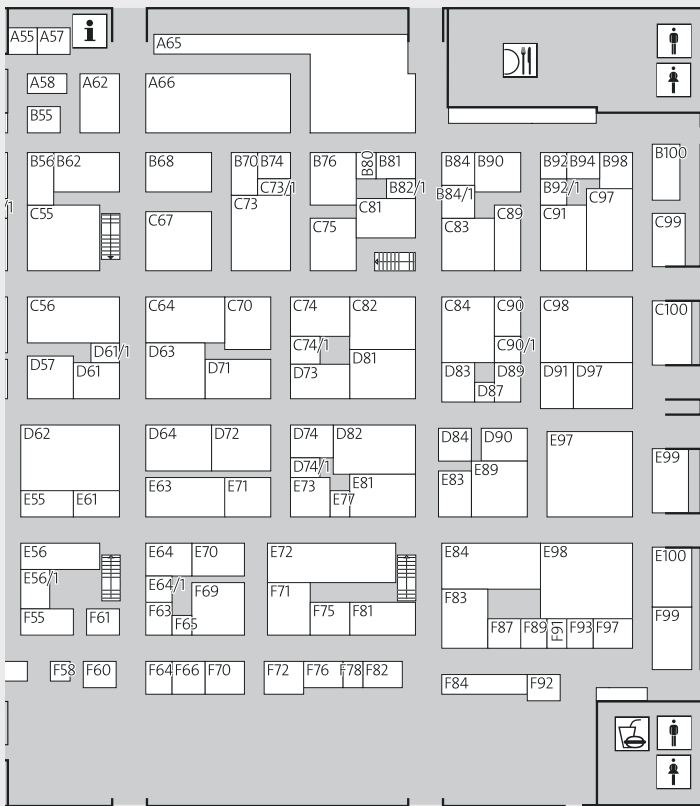 A55 A57 i
A65
A58 A62 A66
B55
B56 B62 B68 B70 B74 B76 B80 B81 B84 B90 B92 B94 B98 B100
C73/1 B82/1 B84/1 B92/1
/1 C55 C67 C73 C75 C81 C83 C89 C91 C97 C99
C56 C64 C70 C74 C82 C84 C90 C98 C100
D61/1 D63 C74/1 D81 C90/1
D57 D61 D71 D73 D83 D87 D89 D91 D97
D62 D64 D72 D74 D82 D84 D90 E97
D74/1 E99
E55 E61 E63 E71 E73 E77 E81 E83 E89
E56 E64 E70 E72 E84 E98 E100
E56/1 E64/1 F69 F71 F83
F55 F61 F63 F65 F75 F81 F87 F89 F91 F93 F97 F99
F58 F60 F64 F66 F70 F72 F76 F78 F82 F84 F92